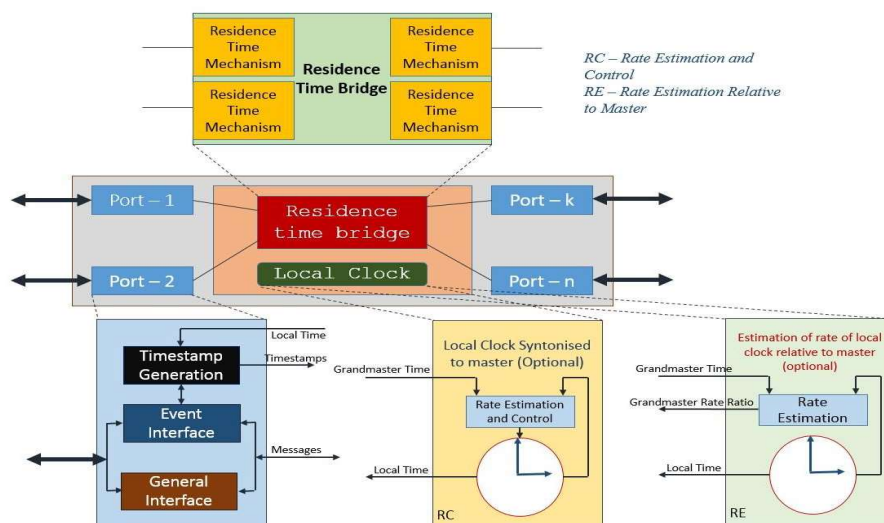 Residence
Time
Mechanism
Residence
Time
Mechanism
Residence
Time Bridge
Residence
Time
Mechanism
Residence
Time
Mechanism
RC – Rate Estimation and
Control
RE – Rate Estimation Relative
to Master
Port – 1
Port – 2
Residence
time bridge
Local Clock
Port – k
Port – n
Local Time
Timestamp
Generation
Timestamps
Event
Interface
Messages
General
Interface
Local Clock Syntonised
to master (Optional)
Grandmaster Time
Rate Estimation
and Control
Local Time
RC
Estimation of rate of local
clock relative to master
(optional)
Grandmaster Time
Grandmaster Rate Ratio
Rate
Estimation
Local Time
RE